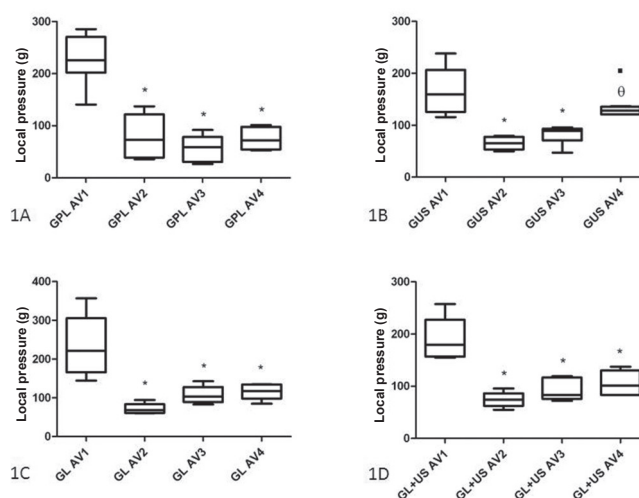 Local pressure (g)
300
200
100
0
*
*
*
GPL AV1
GPL AV2
GPL AV3
GPL AV4
1A
Local pressure (g)
300
200
100
0
*
*
θ
GUS AV1
GUS AV2
GUS AV3
GUS AV4
1B
Local pressure (g)
400
300
200
100
0
*
*
*
GL AV1
GL AV2
GL AV3
GL AV4
1C
Local pressure (g)
300
200
100
0
*
*
*
GL+US AV1
GL+US AV2
GL+US AV3
GL+US AV4
1D